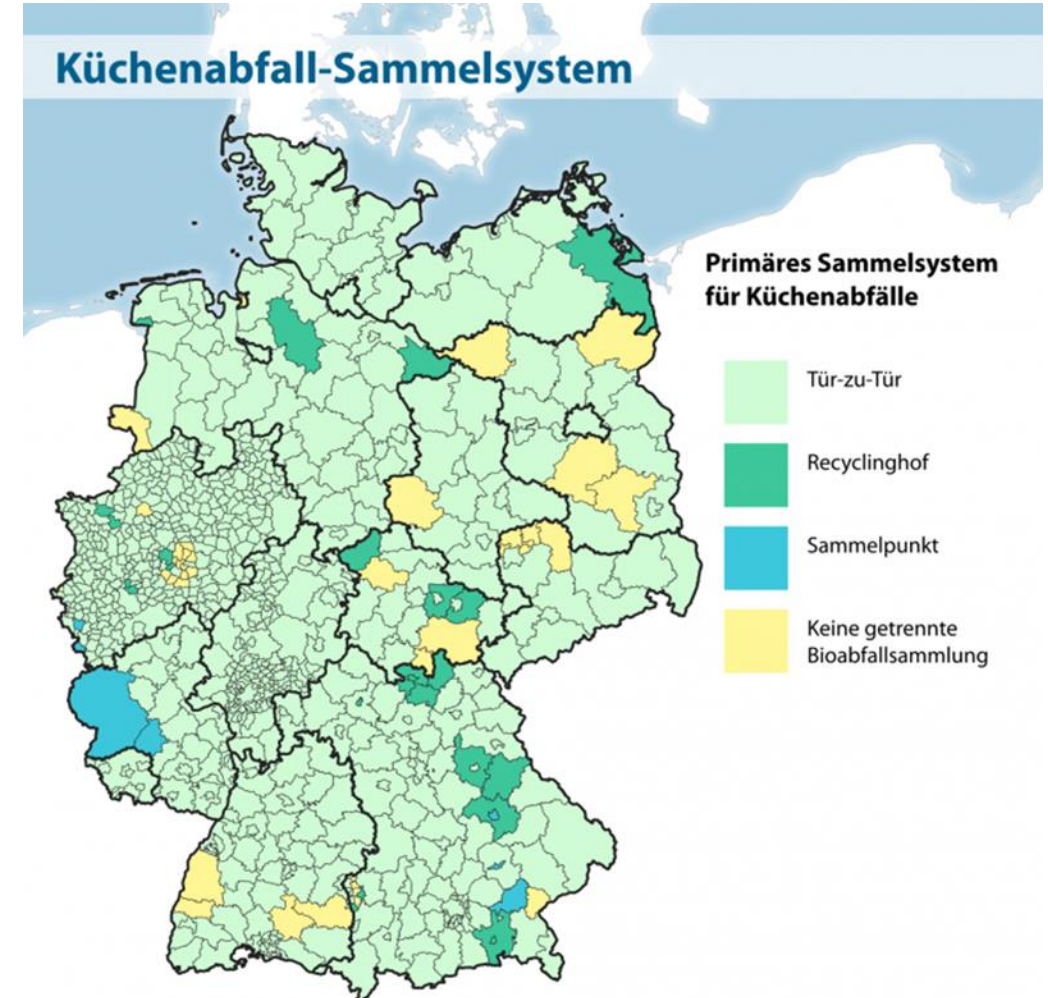 Küchenabfall-Sammelsystem
Primäres Sammelsystem
für Küchenabfälle
Tür-zu-Tür
Recyclinghof
Sammelpunkt
Keine getrennte
Bioabfallsammlung